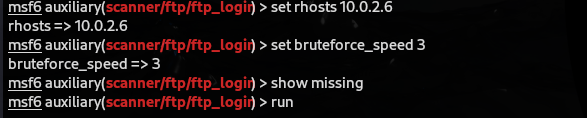 msf6 auxiliary(scanner/ftp/ftp_login) > set rhosts 10.0.2.6
rhosts => 10.0.2.6
msf6 auxiliary(scanner/ftp/ftp_login) > set bruteforce_speed 3
bruteforce_speed => 3
msf6 auxiliary(scanner/ftp/ftp_login) > show missing
msf6 auxiliary(scanner/ftp/ftp_login) > run